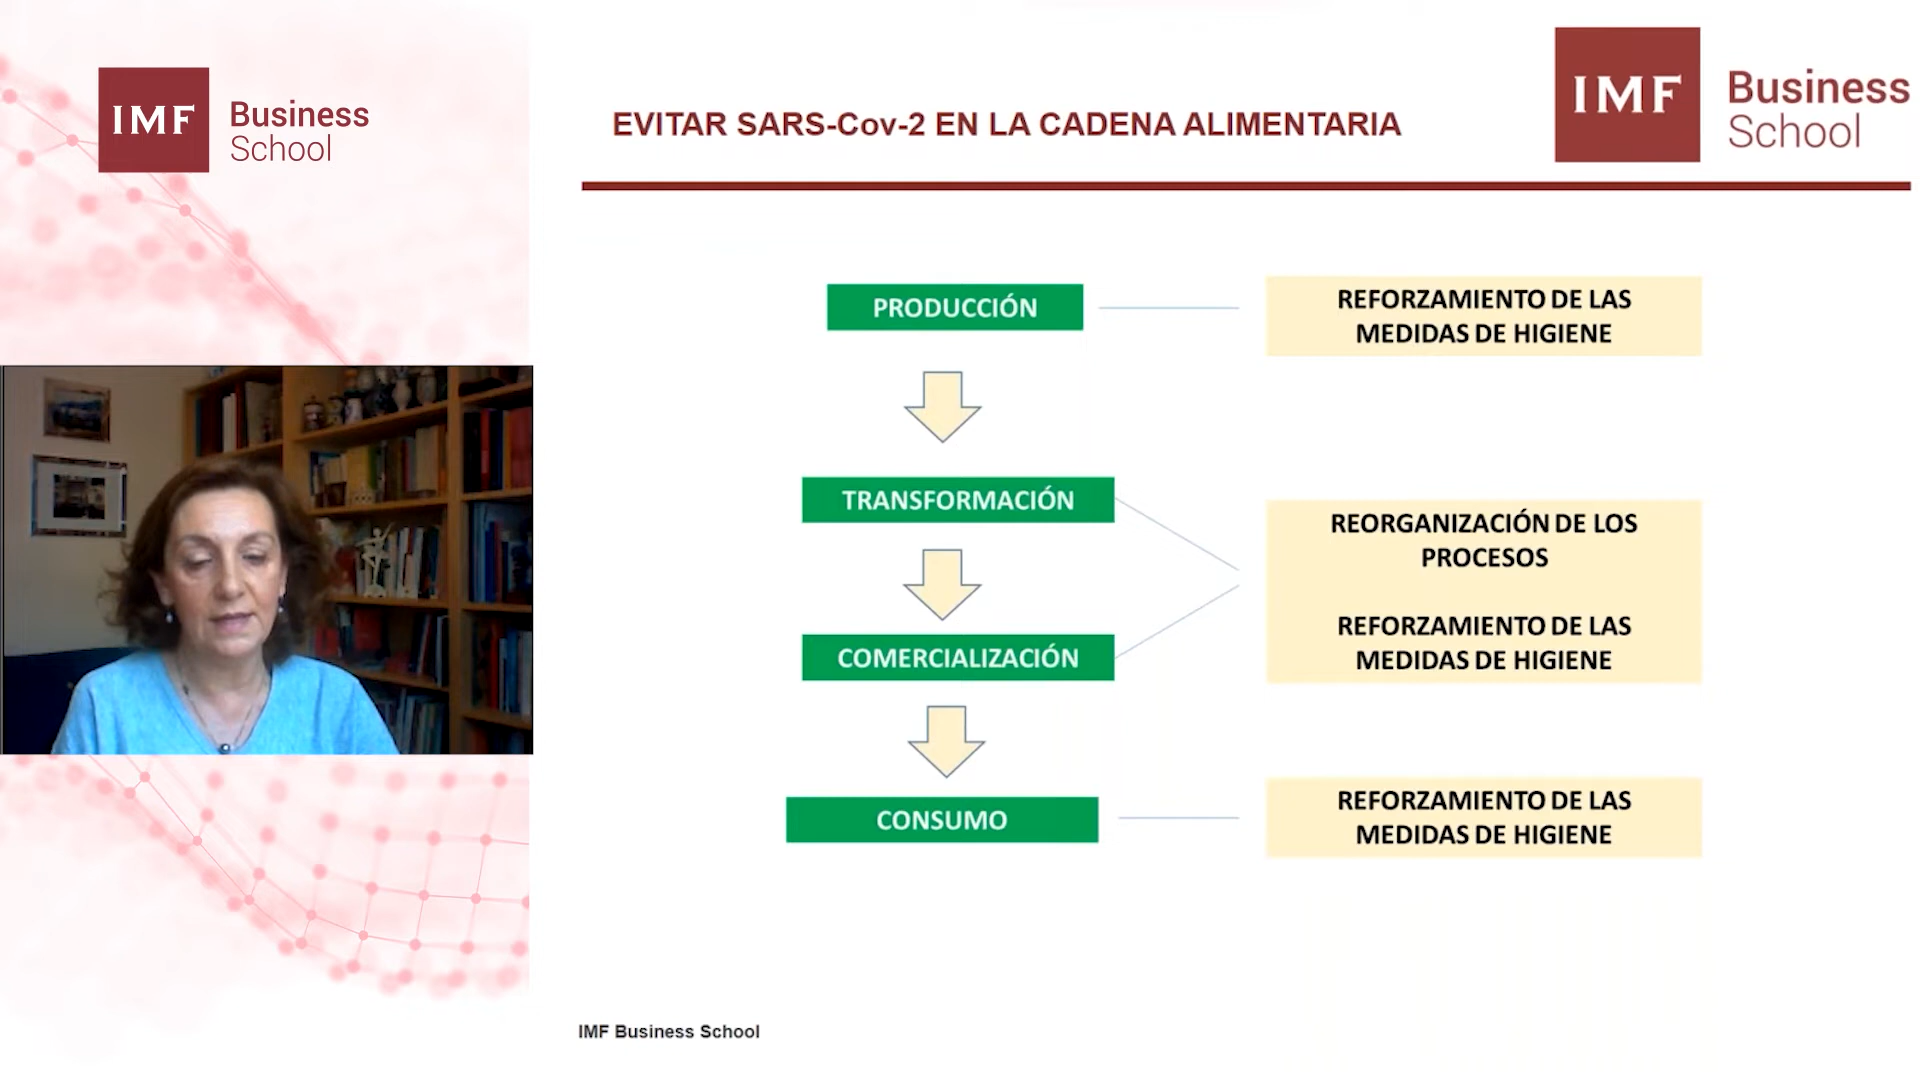 IMF Business
School
EVITAR SARS-Cov-2 EN LA CADENA ALIMENTARIA
IMF Business
School
PRODUCCIÓN
REFORZAMIENTO DE LAS
MEDIDAS DE HIGIENE
TRANSFORMACIÓN
REORGANIZACIÓN DE LOS
PROCESOS
REFORZAMIENTO DE LAS
MEDIDAS DE HIGIENE
COMERCIALIZACIÓN
CONSUMO
REFORZAMIENTO DE LAS
MEDIDAS DE HIGIENE
IMF Business School